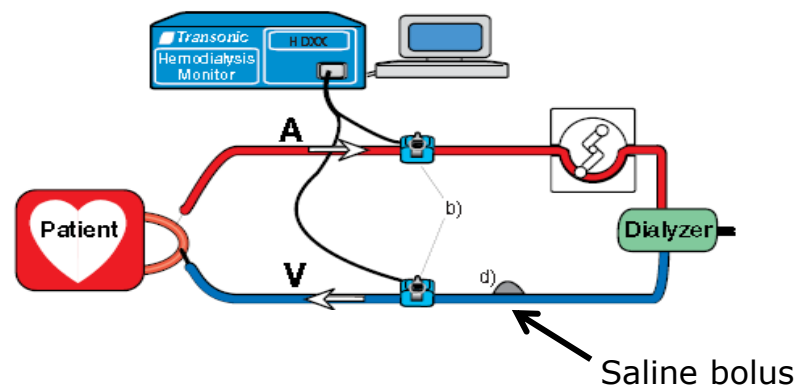 Transonic
HDXX
Hemodialysis
Monitor
A
b)
Patient
Dialyzer
V
d)
Saline bolus